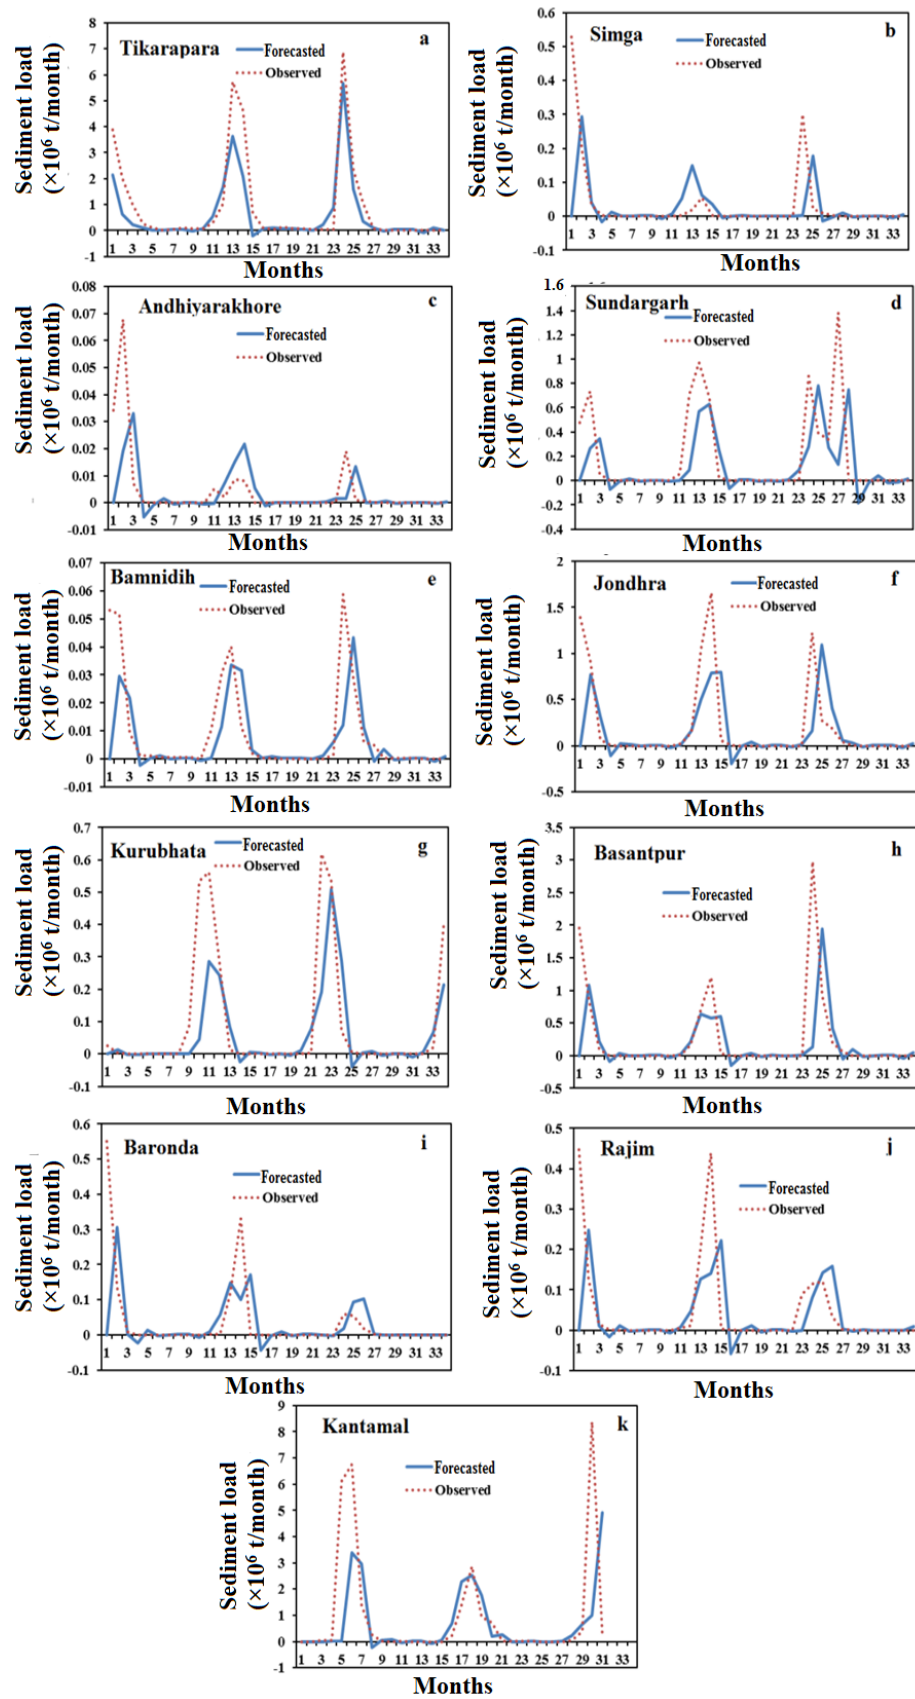 Tikarapara
a
Forecasted
Observed
Sediment load
(×10⁶ t/month)
8
7
6
5
4
3
2
1
0
-1
1 3 5 7 9 11 13 15 17 19 21 23 25 27 29 31 33
Months
Simga
b
Forecasted
Observed
Sediment load
(×10⁶ t/month)
0.6
0.5
0.4
0.3
0.2
0.1
0
-0.1
1 3 5 7 9 11 13 15 17 19 21 23 25 27 29 31 33
Months
Andhiyarakhore
c
Forecasted
Observed
Sediment load
(×10⁶ t/month)
0.08
0.07
0.06
0.05
0.04
0.03
0.02
0.01
0
-0.01
1 3 5 7 9 11 13 15 17 19 21 23 25 27 29 31 33
Months
Sundargarh
d
Forecasted
Observed
Sediment load
(×10⁶ t/month)
1.6
1.4
1.2
1
0.8
0.6
0.4
0.2
0
-0.2
-0.4
1 3 5 7 9 11 13 15 17 19 21 23 25 27 29 31 33
Months
Bamnidih
e
Forecasted
Observed
Sediment load
(×10⁶ t/month)
0.07
0.06
0.05
0.04
0.03
0.02
0.01
0
-0.01
1 3 5 7 9 11 13 15 17 19 21 23 25 27 29 31 33
Months
Jondhra
f
Forecasted
Observed
Sediment load
(×10⁶ t/month)
2
1.5
1
0.5
0
-0.5
1 3 5 7 9 11 13 15 17 19 21 23 25 27 29 31 33
Months
Kurubhata
g
Forecasted
Observed
Sediment load
(×10⁶ t/month)
0.7
0.6
0.5
0.4
0.3
0.2
0.1
0
-0.1
1 3 5 7 9 11 13 15 17 19 21 23 25 27 29 31 33
Months
Basantpur
h
Forecasted
Observed
Sediment load
(×10⁶ t/month)
3.5
3
2.5
2
1.5
1
0.5
0
-0.5
1 3 5 7 9 11 13 15 17 19 21 23 25 27 29 31 33
Months
Baronda
i
Forecasted
Observed
Sediment load
(×10⁶ t/month)
0.6
0.5
0.4
0.3
0.2
0.1
0
-0.1
1 3 5 7 9 11 13 15 17 19 21 23 25 27 29 31 33
Months
Rajim
j
Forecasted
Observed
Sediment load
(×10⁶ t/month)
0.5
0.4
0.3
0.2
0.1
0
-0.1
1 3 5 7 9 11 13 15 17 19 21 23 25 27 29 31 33
Months
Kantamal
k
Forecasted
Observed
Sediment load
(×10⁶ t/month)
9
8
7
6
5
4
3
2
1
0
-1
1 3 5 7 9 11 13 15 17 19 21 23 25 27 29 31 33
Months